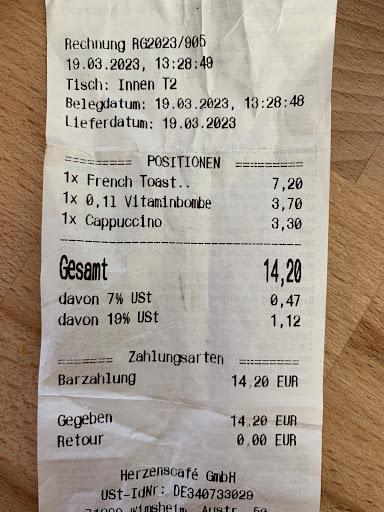 Rechnung RG2023/905
19.03.2023, 13:28:49
Tisch: Innen T2
Belegdatum: 19.03.2023, 13:28:48
Lieferdatum: 19.03.2023
========== POSITIONEN ==========
1x French Toast.. 7,20
1x 0,1l Vitaminbombe 3,70
1x Cappuccino 3,30
Gesamt 14,20
davon 7% USt 0,47
davon 19% USt 1,12
======== Zahlungsarten ========
Barzahlung 14,20 EUR
Gegeben 14,20 EUR
Retour 0,00 EUR
Herzenscafé GmbH
USt-IdNr: DE340733029
Wimsheim, Austr. 50